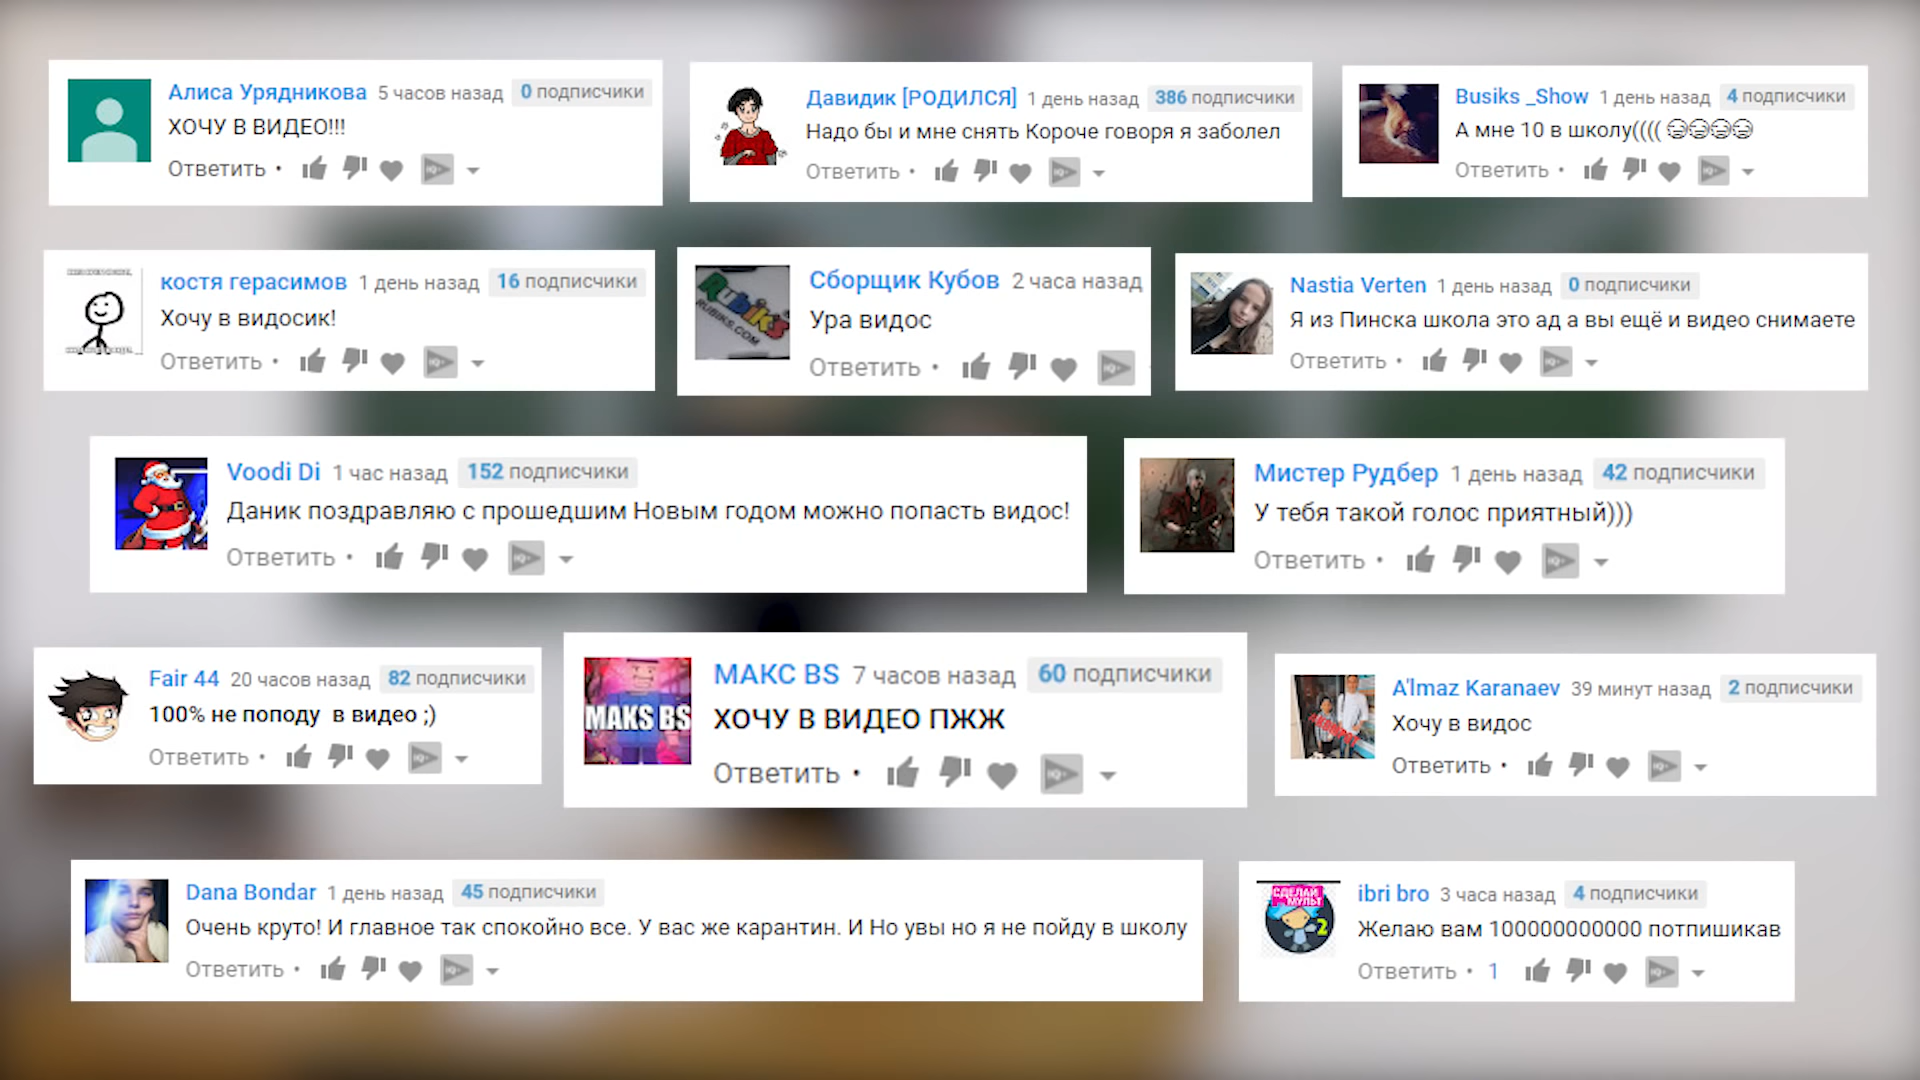 Алиса Урядникова 5 часов назад 0 подписчики
ХОЧУ В ВИДЕО!!!
Ответить
Давидик [РОДИЛСЯ] 1 день назад 386 подписчики
Надо бы и мне снять Короче говоря я заболел
Ответить
Busiks _Show 1 день назад 4 подписчики
А мне 10 в школу((((
Ответить
костя герасимов 1 день назад 16 подписчики
Хочу в видосик!
Ответить
Rubik's
RUBIKS.COM
Сборщик Кубов 2 часа назад
Ура видос
Ответить
Nastia Verten 1 день назад 0 подписчики
Я из Пинска школа это ад а вы ещё и видео снимаете
Ответить
Voodi Di 1 час назад 152 подписчики
Даник поздравляю с прошедшим Новым годом можно попасть видос!
Ответить
Мистер Рудбер 1 день назад 42 подписчики
У тебя такой голос приятный)))
Ответить
Fair 44 20 часов назад 82 подписчики
100% не поподу в видео ;)
Ответить
MAKS BS
МАКС BS 7 часов назад 60 подписчики
ХОЧУ В ВИДЕО ПЖЖ
Ответить
A'lmaz Karanaev 39 минут назад 2 подписчики
Хочу в видос
Ответить
Dana Bondar 1 день назад 45 подписчики
Очень круто! И главное так спокойно все. У вас же карантин. И Но увы но я не пойду в школу
Ответить
СДЕЛАЙ
МУЛЬТ
2
ibri bro 3 часа назад 4 подписчики
Желаю вам 100000000000 потпишикав
Ответить 1